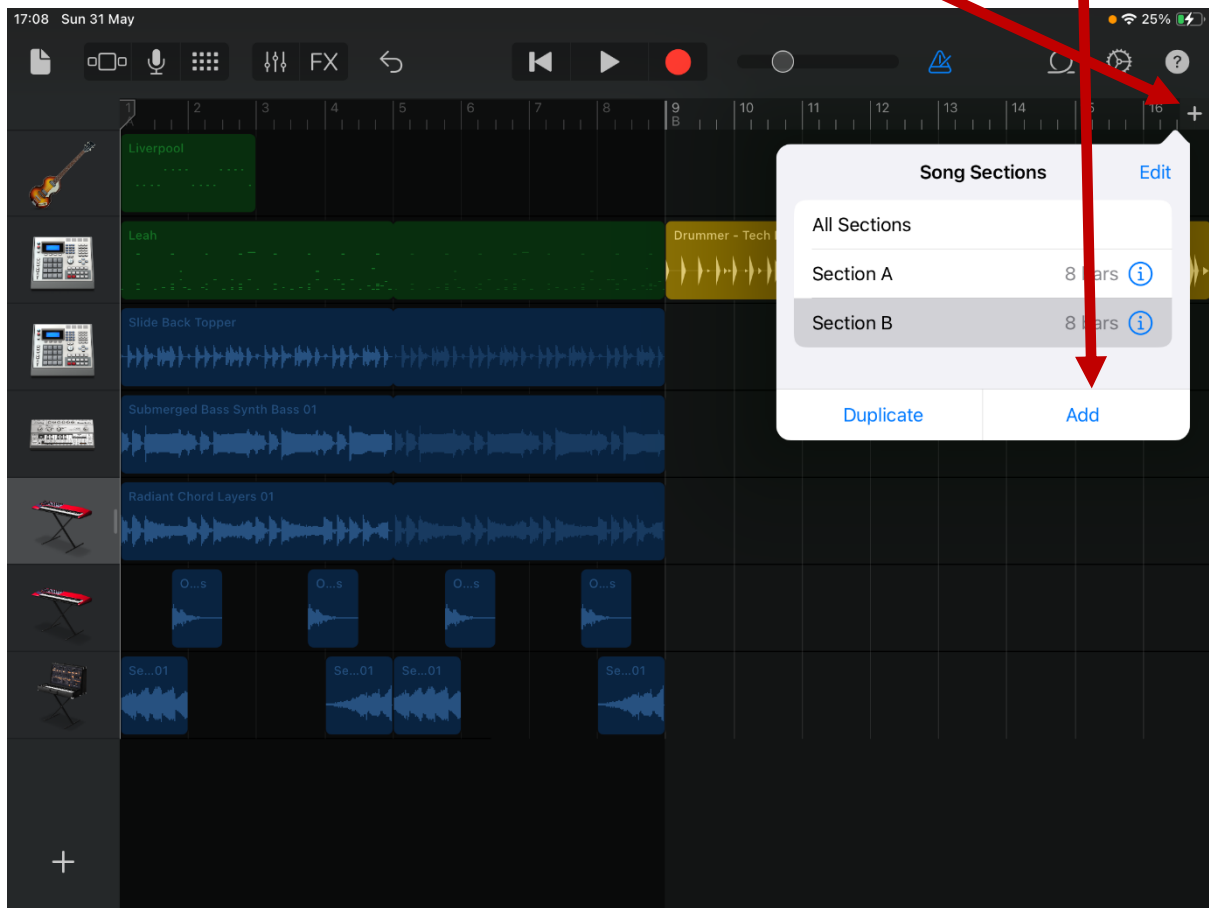 17:08 Sun 31 May 25%
FX ?
1 2 3 4 5 6 7 8 9 10 11 12 13 14 16 +
B
Liverpool
Song Sections Edit
Leah
Drummer - Tech
All Sections
Section A 8 bars
Section B 8 bars
Slide Back Topper
Duplicate Add
Submerged Bass Synth Bass 01
Radiant Chord Layers 01
O...s O...s O...s O...s
Se...01 Se...01 Se...01 Se...01
+